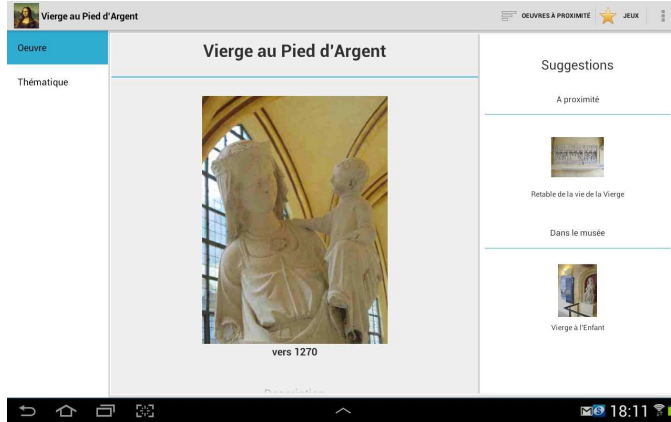 Vierge au Pied d'Argent
OEUVRES À PROXIMITÉ
JEUX
Oeuvre
Thématique
Vierge au Pied d'Argent
vers 1270
Description
Suggestions
A proximité
Retable de la vie de la Vierge
Dans le musée
Vierge à l'Enfant
18:11